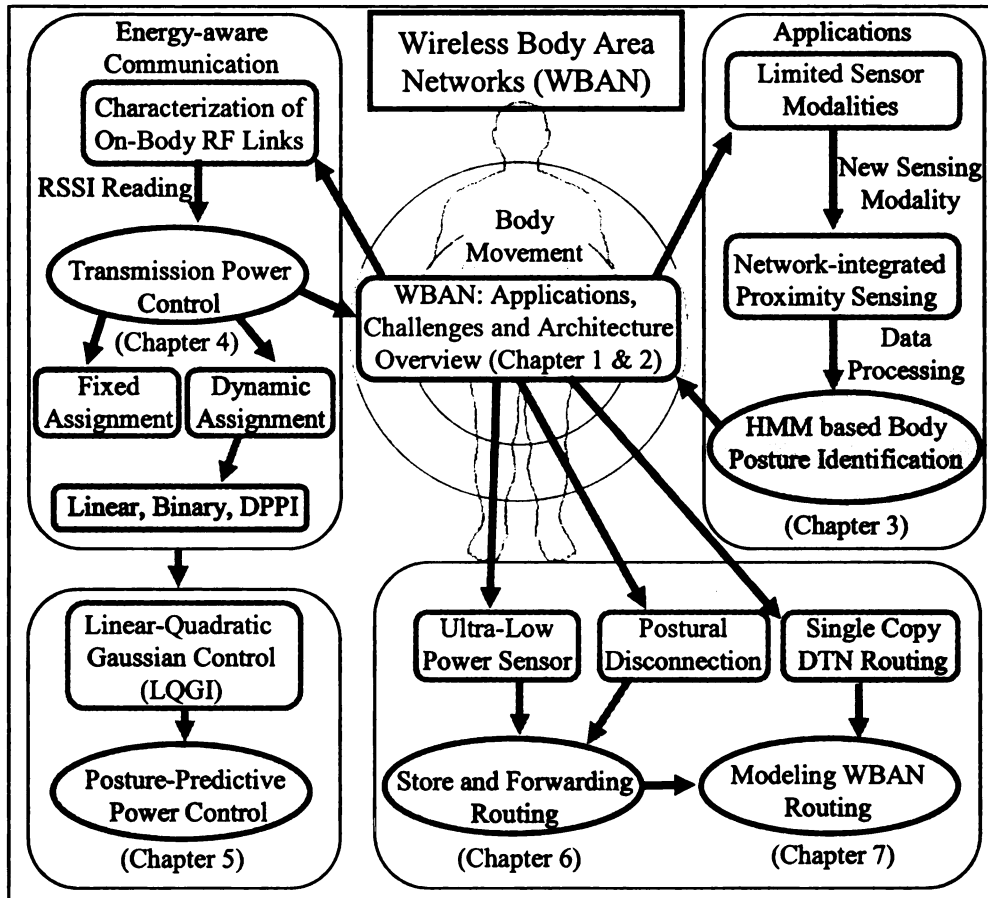 Energy-aware
Communication
Characterization of
On-Body RF Links
RSSI Reading
Transmission Power
Control
(Chapter 4)
Fixed
Assignment
Dynamic
Assignment
Linear, Binary, DPPI
Linear-Quadratic
Gaussian Control
(LQGI)
Posture-Predictive
Power Control
(Chapter 5)
Wireless Body Area
Networks (WBAN)
Body
Movement
WBAN: Applications,
Challenges and Architecture
Overview (Chapter 1 & 2)
Applications
Limited Sensor
Modalities
New Sensing
Modality
Network-integrated
Proximity Sensing
Data
Processing
HMM based Body
Posture Identification
(Chapter 3)
Ultra-Low
Power Sensor
Postural
Disconnection
Single Copy
DTN Routing
Store and Forwarding
Routing
(Chapter 6)
Modeling WBAN
Routing
(Chapter 7)